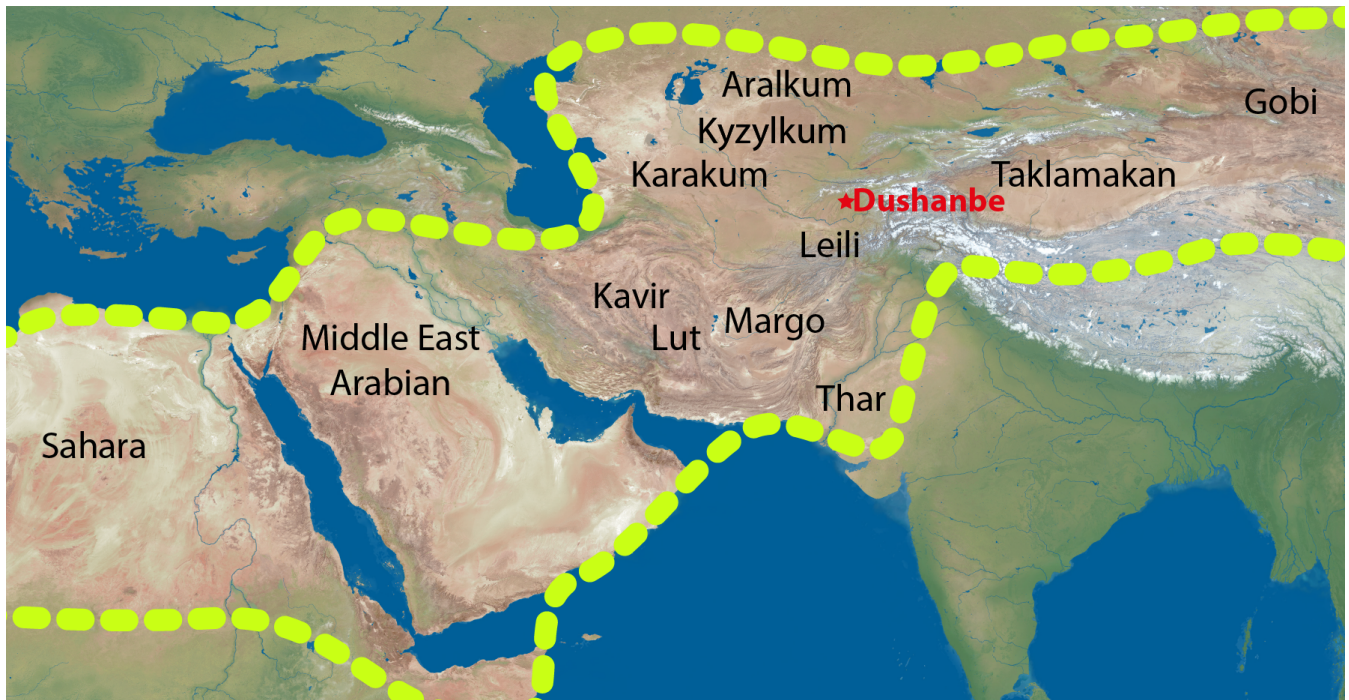 Aralkum
Gobi
Kyzylkum
Karakum
Taklamakan
Dushanbe
Leili
Kavir
Margo
Lut
Middle East
Arabian
Thar
Sahara